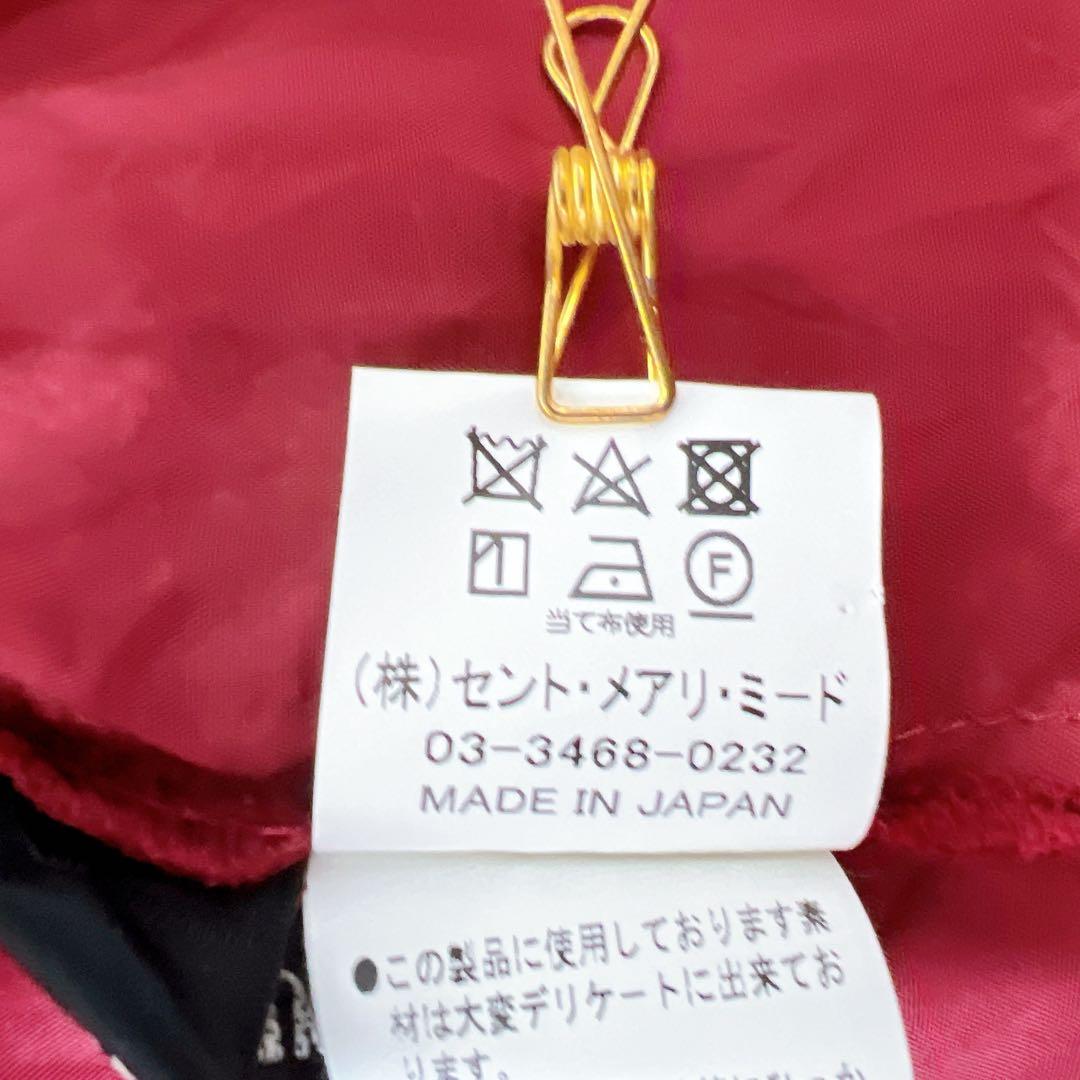 F
当て布使用
(株)セント・メアリ・ミード
03-3468-0232
MADE IN JAPAN
●この製品に使用しております素
材は大変デリケートに出来てお
ります。